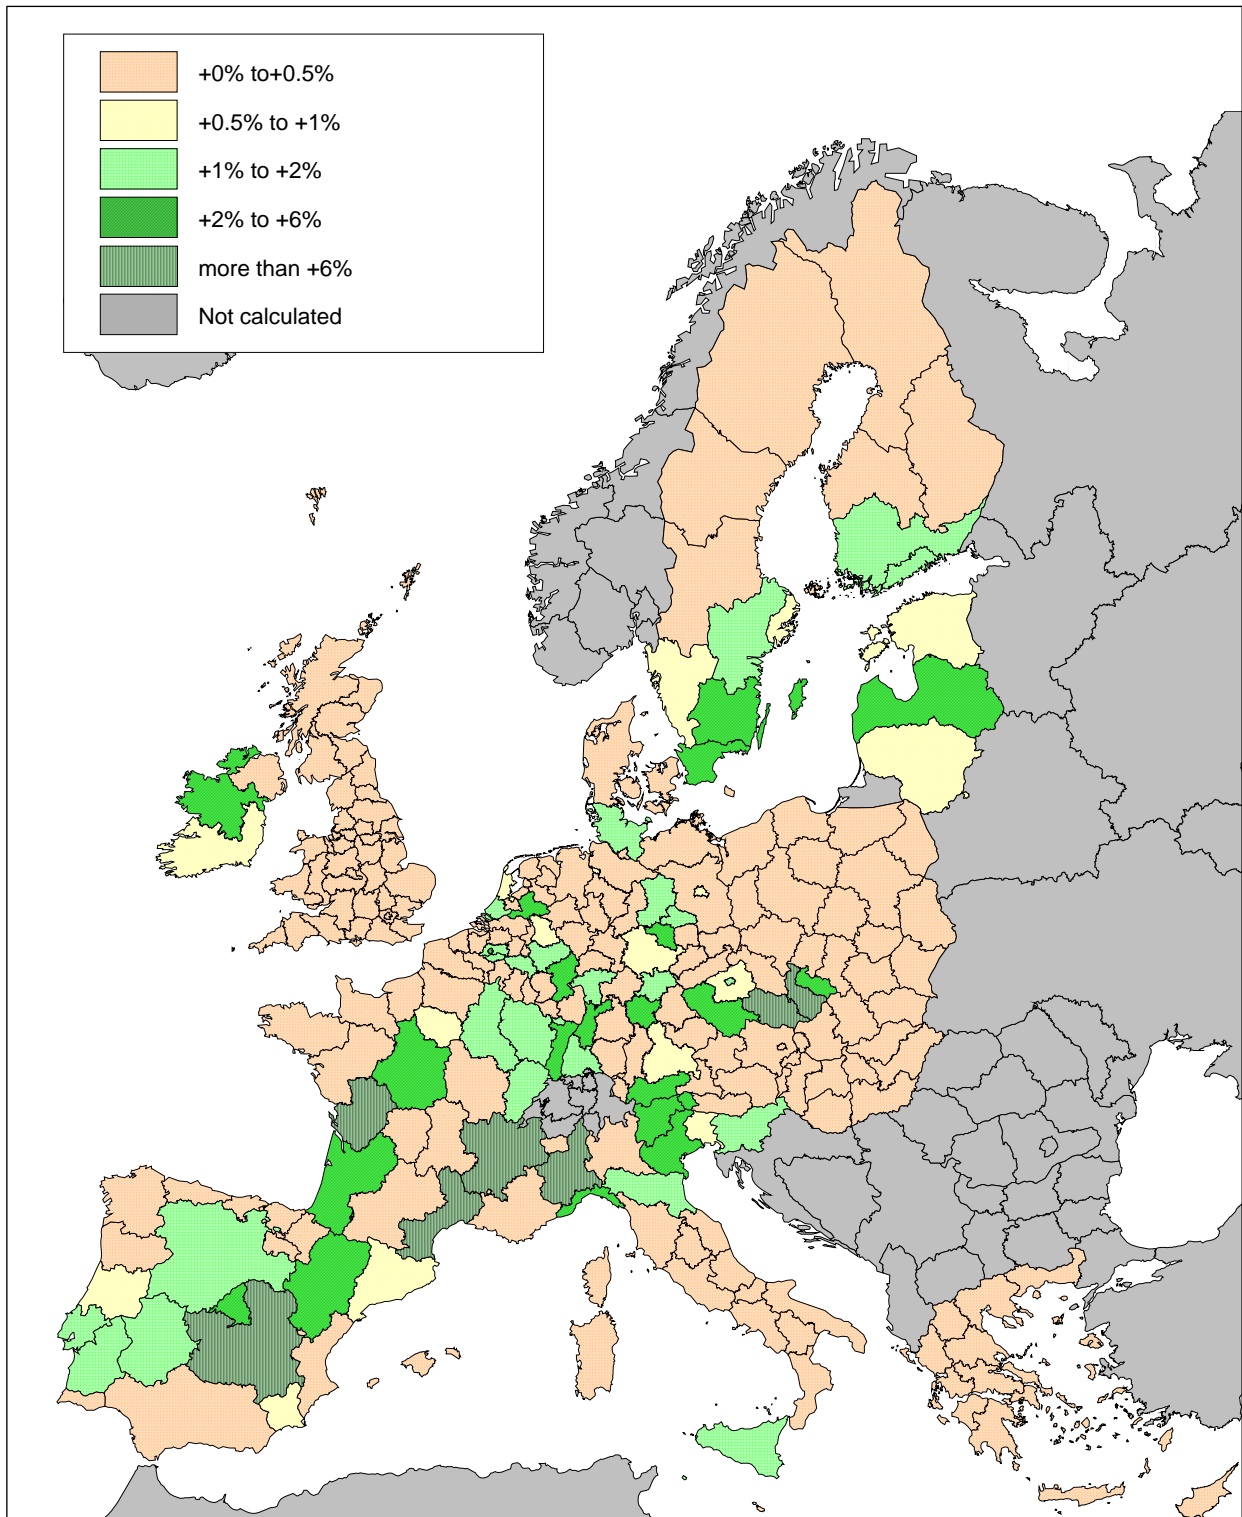 +0% to+0.5%
+0.5% to +1%
+1% to +2%
+2% to +6%
more than +6%
Not calculated